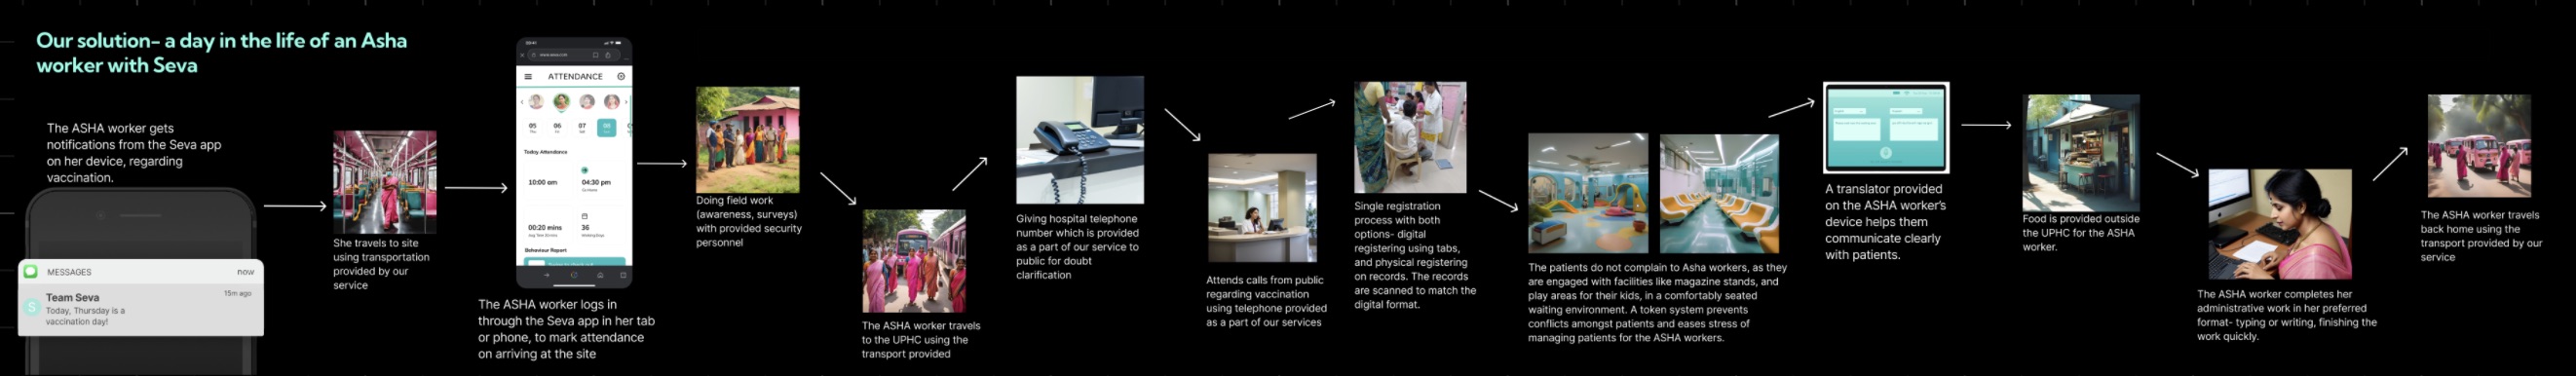 Our solution- a day in the life of an Asha
worker with Seva
The ASHA worker gets
notifications from the Seva app
on her device, regarding
vaccination.
MESSAGES
now
Team Seva
15m ago
S
Today, Thursday is a
vaccination day!
She travels to site
using transportation
provided by our
service
ATTENDANCE
05
06
07
08
Today Attendance
10:00 am
04:30 pm
00:20 mins
36
Behaviour Report
The ASHA worker logs in
through the Seva app in her tab
or phone, to mark attendance
on arriving at the site
Doing field work
(awareness, surveys)
with provided security
personnel
The ASHA worker travels
to the UPHC using the
transport provided
Giving hospital telephone
number which is provided
as a part of our service to
public for doubt
clarification
Attends calls from public
regarding vaccination
using telephone provided
as a part of our services
Single registration
process with both
options- digital
registering using tabs,
and physical registering
on records. The records
are scanned to match the
digital format.
The patients do not complain to Asha workers, as they
are engaged with facilities like magazine stands, and
play areas for their kids, in a comfortably seated
waiting environment. A token system prevents
conflicts amongst patients and eases stress of
managing patients for the ASHA workers.
A translator provided
on the ASHA worker's
device helps them
communicate clearly
with patients.
Food is provided outside
the UPHC for the ASHA
worker.
The ASHA worker completes her
administrative work in her preferred
format- typing or writing, finishing the
work quickly.
The ASHA worker travels
back home using the
transport provided by our
service